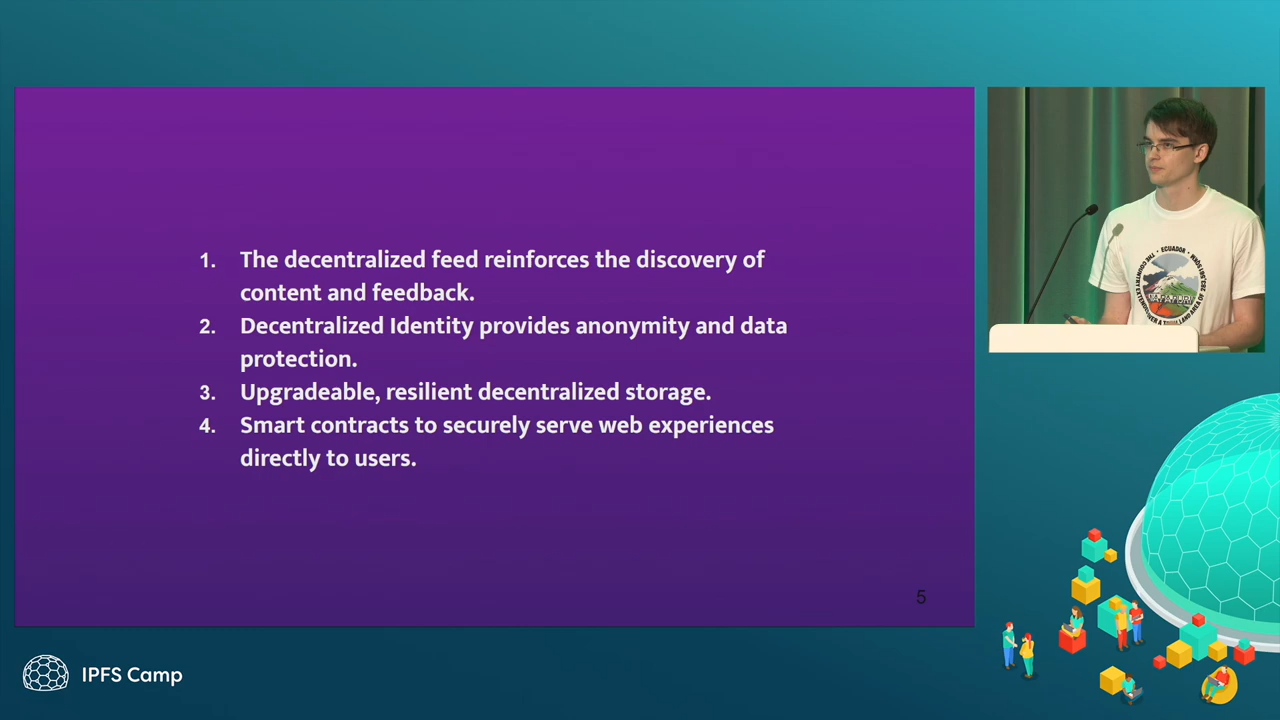 1. The decentralized feed reinforces the discovery of
content and feedback.
2. Decentralized Identity provides anonymity and data
protection.
3. Upgradeable, resilient decentralized storage.
4. Smart contracts to securely serve web experiences
directly to users.
5
ECUADOR
IPFS Camp